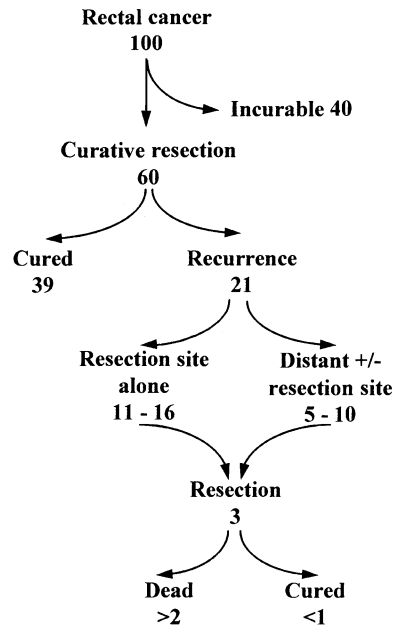 Rectal cancer
100
Incurable 40
Curative resection
60
Cured
39
Recurrence
21
Resection site
alone
11 - 16
Distant +/-
resection site
5 - 10
Resection
3
Dead
>2
Cured
<1